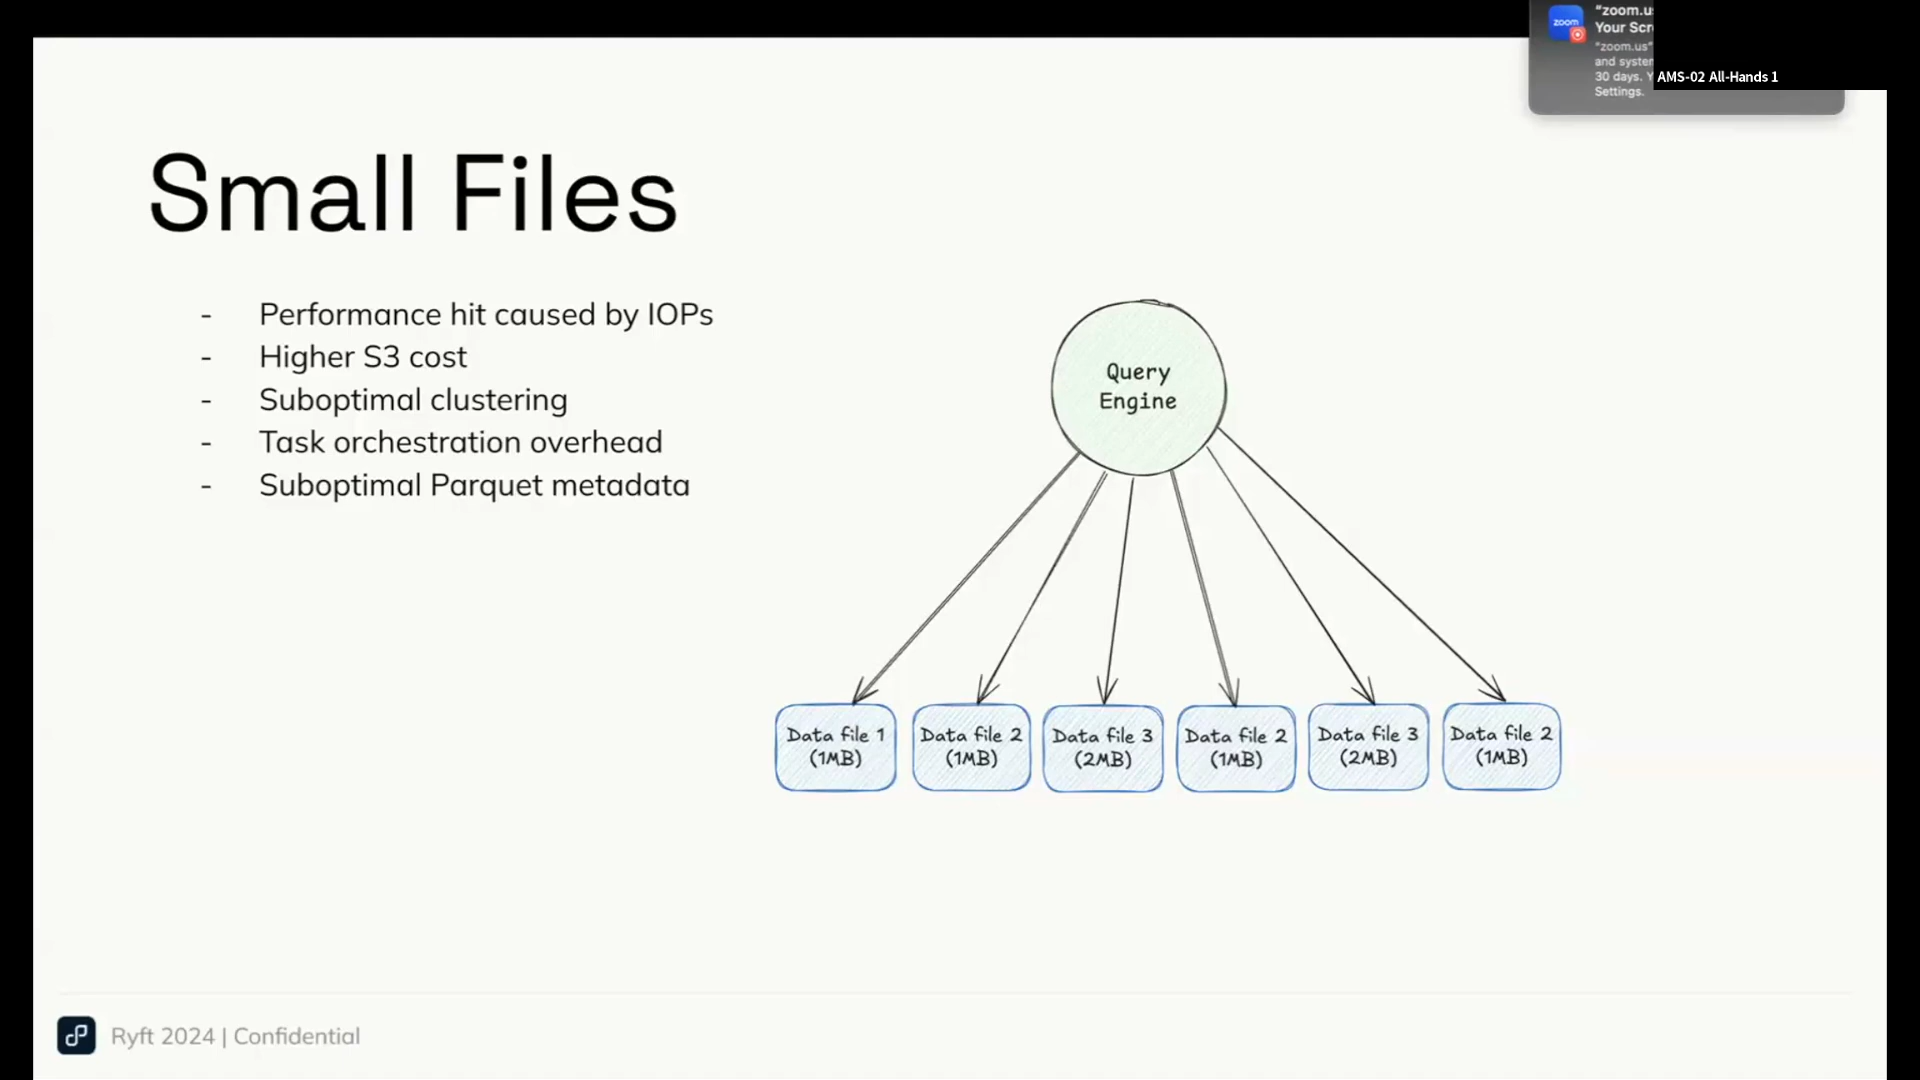 zoom
"zoom.us
Your Scr
"zoom.us"
and system
30 days. Y
Settings.
AMS-02 All-Hands 1
Small Files
- Performance hit caused by IOPs
- Higher S3 cost
- Suboptimal clustering
- Task orchestration overhead
- Suboptimal Parquet metadata
Query
Engine
Data file 1
(1MB)
Data file 2
(1MB)
Data file 3
(2MB)
Data file 2
(1MB)
Data file 3
(2MB)
Data file 2
(1MB)
Ryft 2024 | Confidential